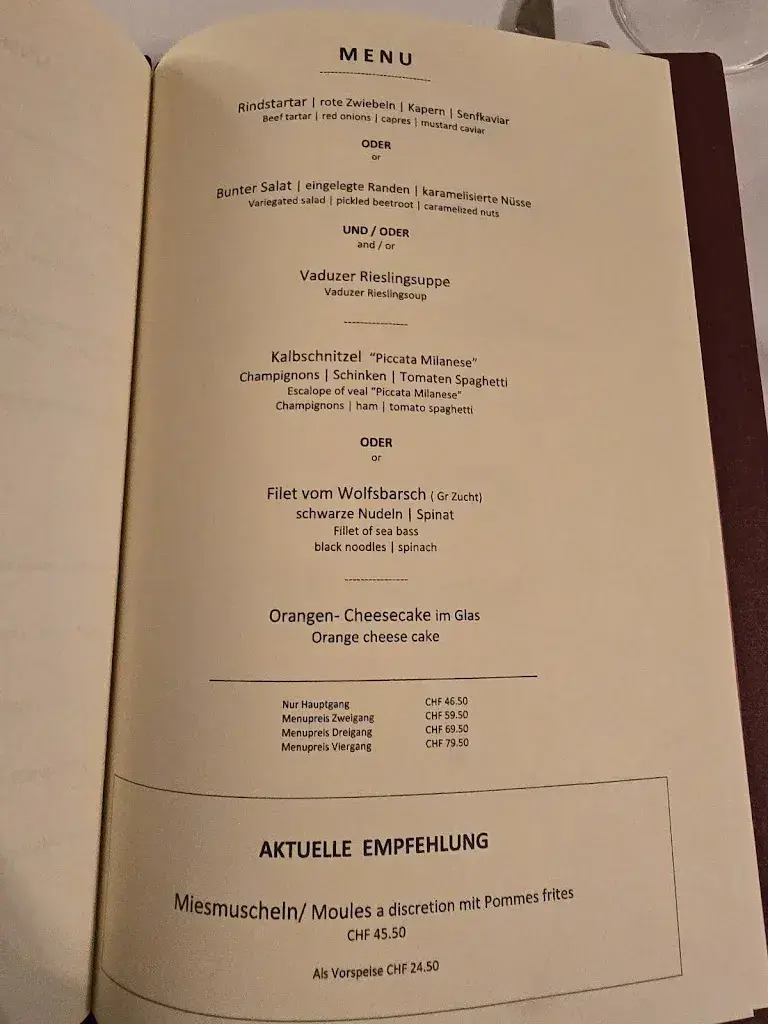 MENU
Rindstartar | rote Zwiebeln | Kapern | Senfkaviar
Beef tartar | red onions | capres | mustard caviar
ODER
or
Bunter Salat | eingelegte Randen | karamelisierte Nüsse
Variegated salad | pickled beetroot | caramelized nuts
UND / ODER
and / or
Vaduzer Rieslingsuppe
Vaduzer Rieslingsoup
Kalbschnitzel "Piccata Milanese"
Champignons | Schinken | Tomaten Spaghetti
Escalope of veal "Piccata Milanese"
Champignons | ham | tomato spaghetti
ODER
or
Filet vom Wolfsbarsch ( Gr Zucht)
schwarze Nudeln | Spinat
Fillet of sea bass
black noodles | spinach
Orangen- Cheesecake im Glas
Orange cheese cake
Nur Hauptgang CHF 46.50
Menupreis Zweigang CHF 59.50
Menupreis Dreigang CHF 69.50
Menupreis Viergang CHF 79.50
AKTUELLE EMPFEHLUNG
Miesmuscheln/ Moules a discretion mit Pommes frites
CHF 45.50
Als Vorspeise CHF 24.50